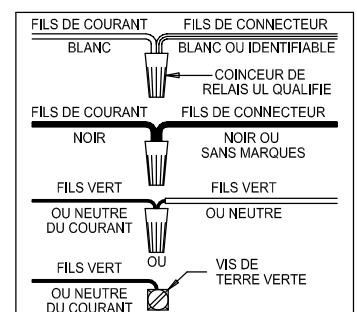 FILS DE COURANT FILS DE CONNECTEUR
BLANC BLANC OU IDENTIFIABLE
COINCEUR DE
RELAIS UL QUALIFIE
FILS DE COURANT FILS DE CONNECTEUR
NOIR NOIR OU
SANS MARQUES
FILS VERT FILS VERT
OU NEUTRE OU NEUTRE
DU COURANT
OU
FILS VERT VIS DE
TERRE VERTE
OU NEUTRE
DU COURANT